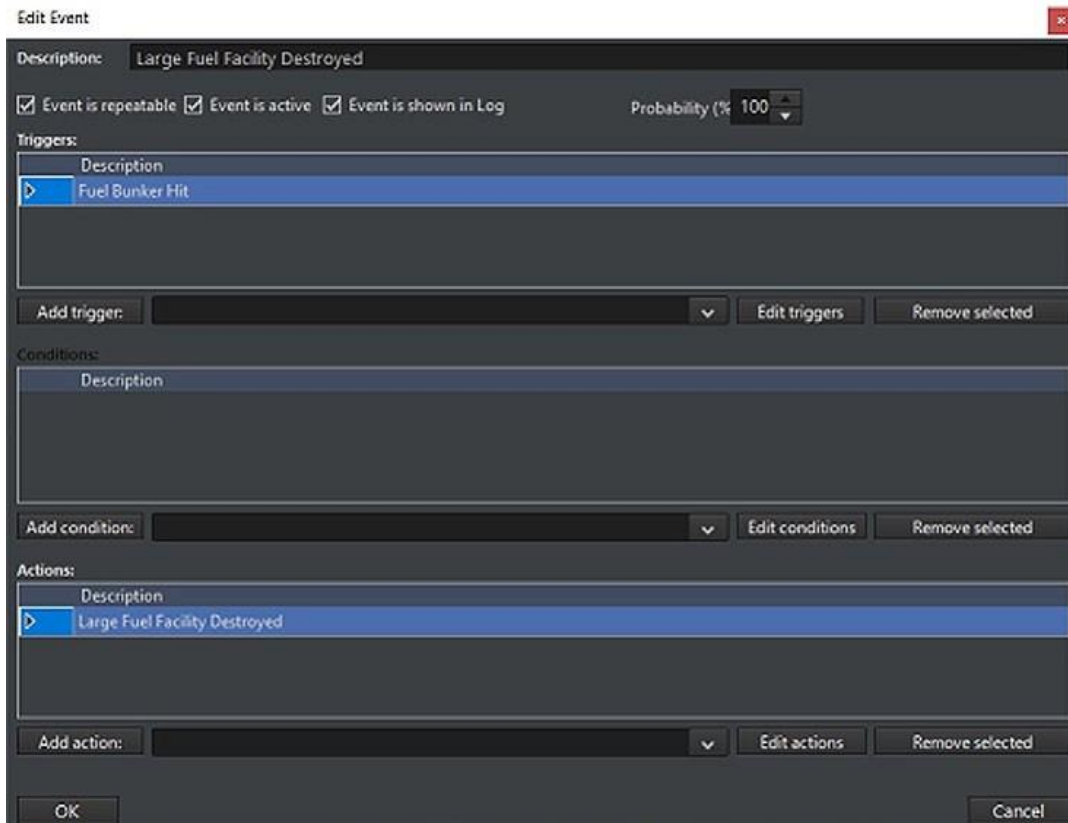 Edit Event
Description: Large Fuel Facility Destroyed
Event is repeatable Event is active Event is shown in Log Probability (% 100
Triggers:
Description
Fuel Bunker Hit
Add trigger: Edit triggers Remove selected
Conditions:
Description
Add condition: Edit conditions Remove selected
Actions:
Description
Large Fuel Facility Destroyed
Add action: Edit actions Remove selected
OK Cancel